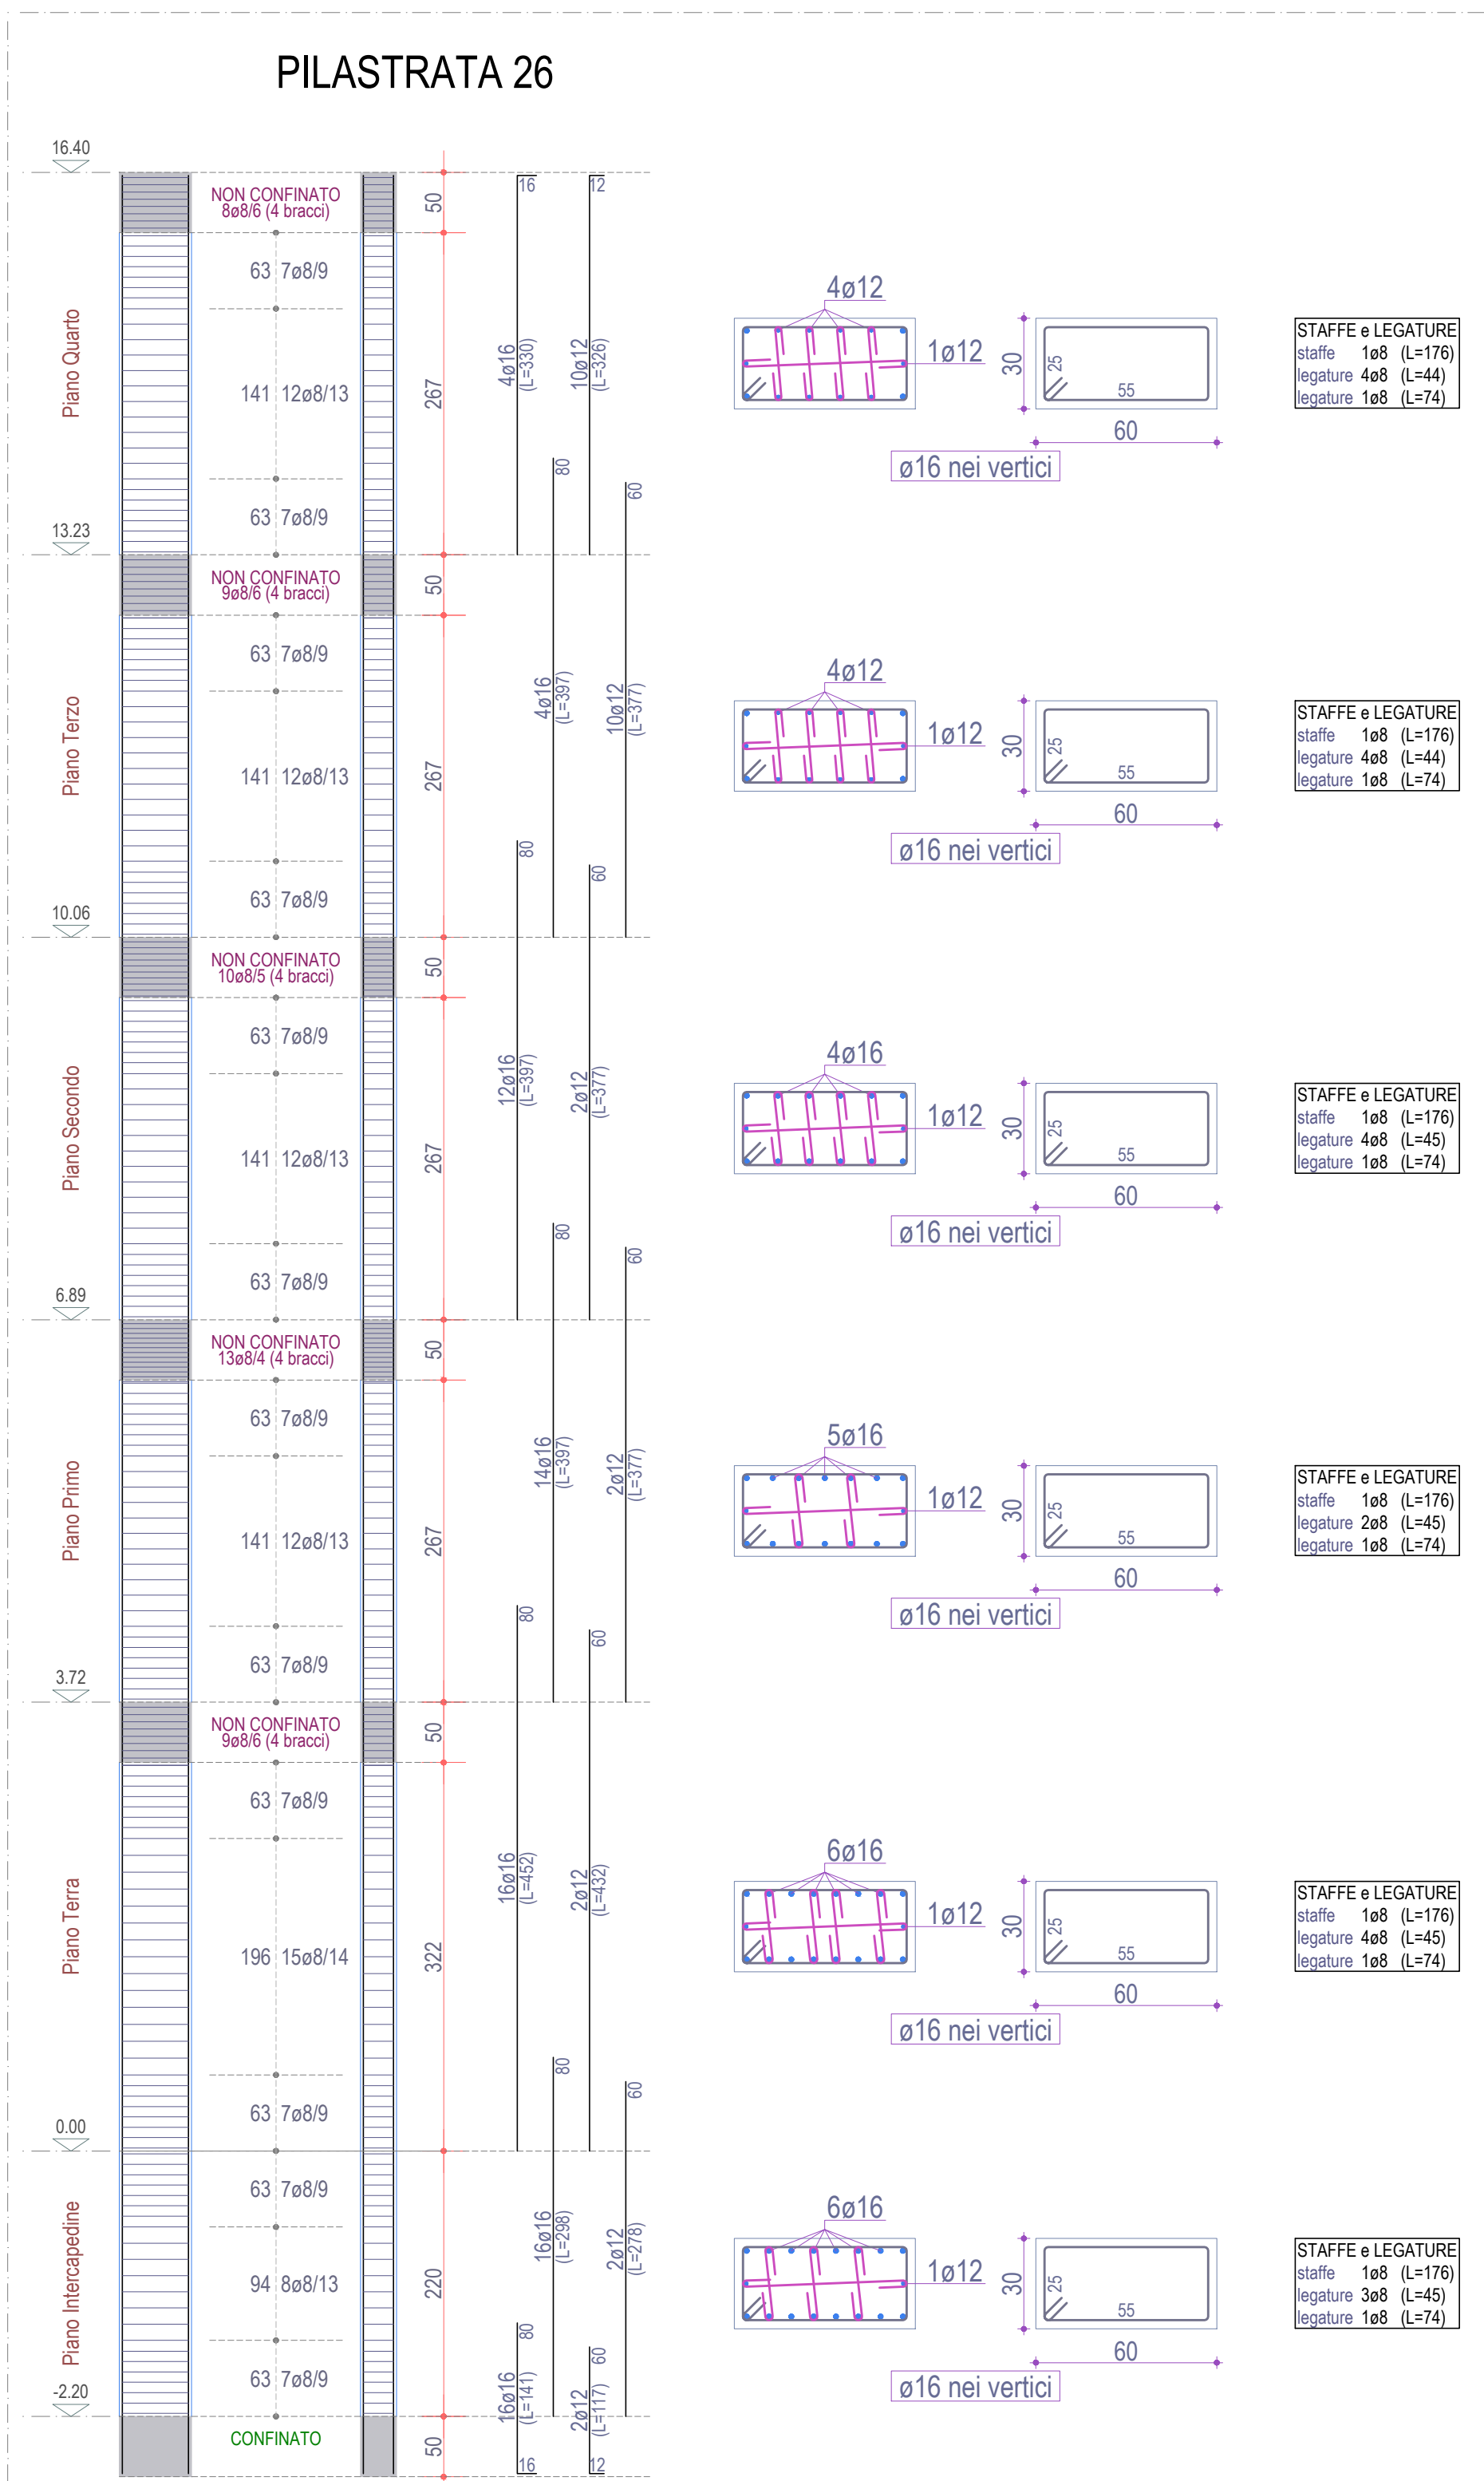 PILASTRATA 26
16.40
NON CONFINATO
8ø8/6 (4 bracci)
50
16
12
63 7ø8/9
Piano Quarto
141 12ø8/13
267
4ø16
(L=330)
10ø12
(L=326)
80
60
63 7ø8/9
4ø12
1ø12
30
25
55
60
ø16 nei vertici
STAFFE e LEGATURE
staffe 1ø8 (L=176)
legature 4ø8 (L=44)
legature 1ø8 (L=74)
13.23
NON CONFINATO
9ø8/6 (4 bracci)
50
63 7ø8/9
Piano Terzo
141 12ø8/13
267
4ø16
(L=397)
10ø12
(L=377)
80
60
63 7ø8/9
4ø12
1ø12
30
25
55
60
ø16 nei vertici
STAFFE e LEGATURE
staffe 1ø8 (L=176)
legature 4ø8 (L=44)
legature 1ø8 (L=74)
10.06
NON CONFINATO
10ø8/5 (4 bracci)
50
63 7ø8/9
Piano Secondo
141 12ø8/13
267
12ø16
(L=397)
2ø12
(L=377)
80
60
63 7ø8/9
4ø16
1ø12
30
25
55
60
ø16 nei vertici
STAFFE e LEGATURE
staffe 1ø8 (L=176)
legature 4ø8 (L=45)
legature 1ø8 (L=74)
6.89
NON CONFINATO
13ø8/4 (4 bracci)
50
63 7ø8/9
Piano Primo
141 12ø8/13
267
14ø16
(L=397)
2ø12
(L=377)
80
60
63 7ø8/9
5ø16
1ø12
30
25
55
60
ø16 nei vertici
STAFFE e LEGATURE
staffe 1ø8 (L=176)
legature 2ø8 (L=45)
legature 1ø8 (L=74)
3.72
NON CONFINATO
9ø8/6 (4 bracci)
50
63 7ø8/9
Piano Terra
196 15ø8/14
322
16ø16
(L=452)
2ø12
(L=432)
80
60
63 7ø8/9
6ø16
1ø12
30
25
55
60
ø16 nei vertici
STAFFE e LEGATURE
staffe 1ø8 (L=176)
legature 4ø8 (L=45)
legature 1ø8 (L=74)
0.00
63 7ø8/9
Piano Intercapedine
94 8ø8/13
220
16ø16
(L=298)
2ø12
(L=278)
80
60
63 7ø8/9
16ø16
(L=141)
2ø12
(L=117)
6ø16
1ø12
30
25
55
60
ø16 nei vertici
STAFFE e LEGATURE
staffe 1ø8 (L=176)
legature 3ø8 (L=45)
legature 1ø8 (L=74)
-2.20
CONFINATO
50
16
12